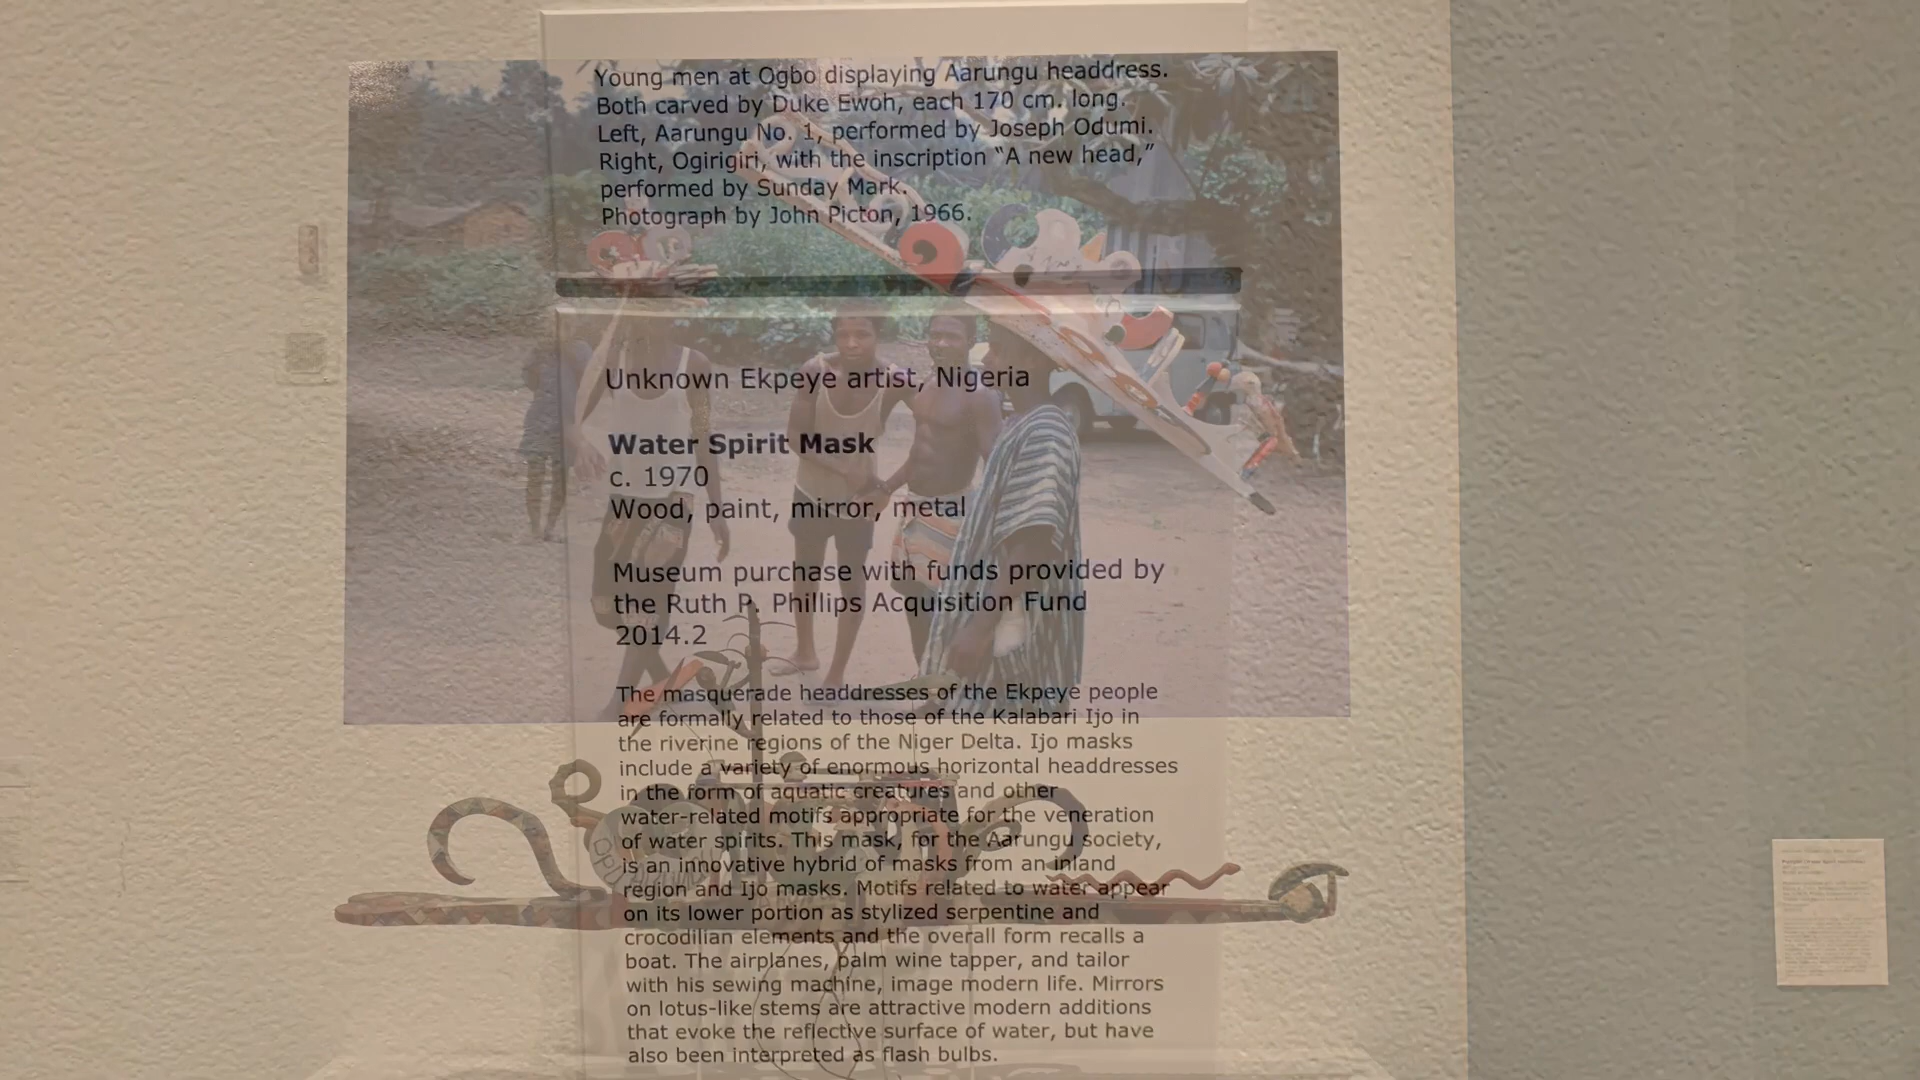 Young men at Ogbo displaying Aarungu headdress.
Both carved by Duke Ewoh, each 170 cm. long.
Left, Aarungu No. 1, performed by Joseph Odumi.
Right, Ogirigiri, with the inscription “A new head,”
performed by Sunday Mark.
Photograph by John Picton, 1966.
Unknown Ekpeye artist, Nigeria
Water Spirit Mask
c. 1970
Wood, paint, mirror, metal
Museum purchase with funds provided by
the Ruth P. Phillips Acquisition Fund
2014.2
The masquerade headdresses of the Ekpeye people
are formally related to those of the Kalabari Ijo in
the riverine regions of the Niger Delta. Ijo masks
include a variety of enormous horizontal headdresses
in the form of aquatic creatures and other
water-related motifs appropriate for the veneration
of water spirits. This mask, for the Aarungu society,
is an innovative hybrid of masks from an inland
region and Ijo masks. Motifs related to water appear
on its lower portion as stylized serpentine and
crocodilian elements and the overall form recalls a
boat. The airplanes, palm wine tapper, and tailor
with his sewing machine, image modern life. Mirrors
on lotus-like stems are attractive modern additions
that evoke the reflective surface of water, but have
also been interpreted as flash bulbs.